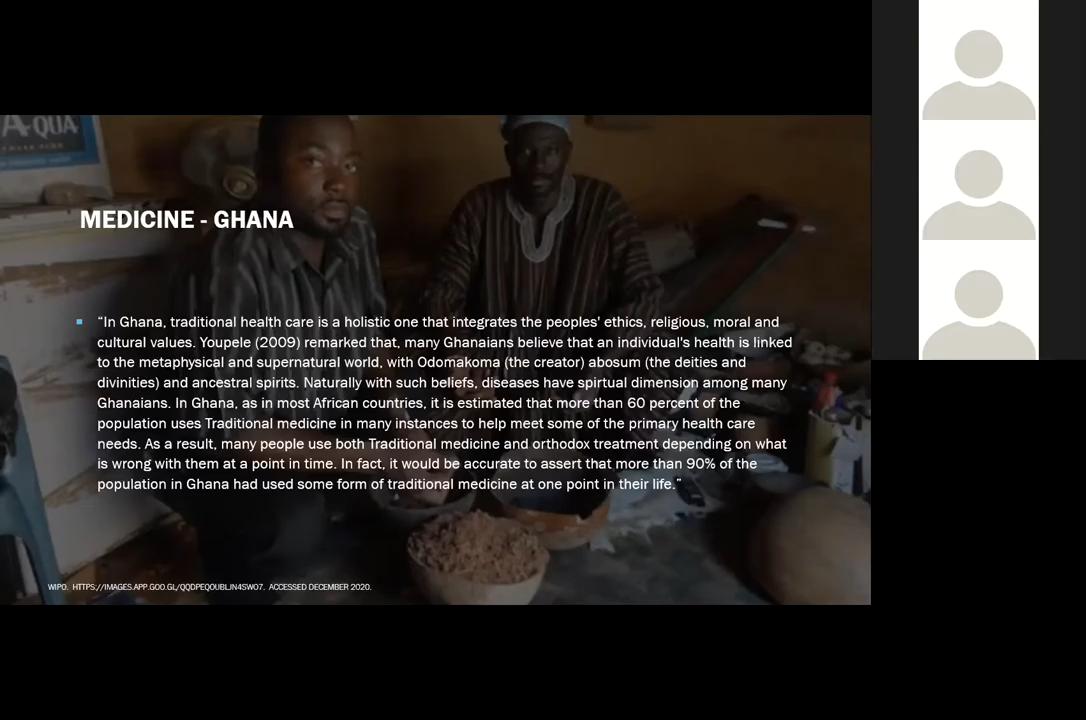 AQUA
MEDICINE - GHANA
“In Ghana, traditional health care is a holistic one that integrates the peoples' ethics, religious, moral and
cultural values. Youpele (2009) remarked that, many Ghanaians believe that an individual's health is linked
to the metaphysical and supernatural world, with Odomakoma (the creator) abosum (the deities and
divinities) and ancestral spirits. Naturally with such beliefs, diseases have spirtual dimension among many
Ghanaians. In Ghana, as in most African countries, it is estimated that more than 60 percent of the
population uses Traditional medicine in many instances to help meet some of the primary health care
needs. As a result, many people use both Traditional medicine and orthodox treatment depending on what
is wrong with them at a point in time. In fact, it would be accurate to assert that more than 90% of the
population in Ghana had used some form of traditional medicine at one point in their life.”
WIPO. HTTPS://IMAGES.APP.GOO.GL/QQDPEQOUBLJN4SWO7. ACCESSED DECEMBER 2020.